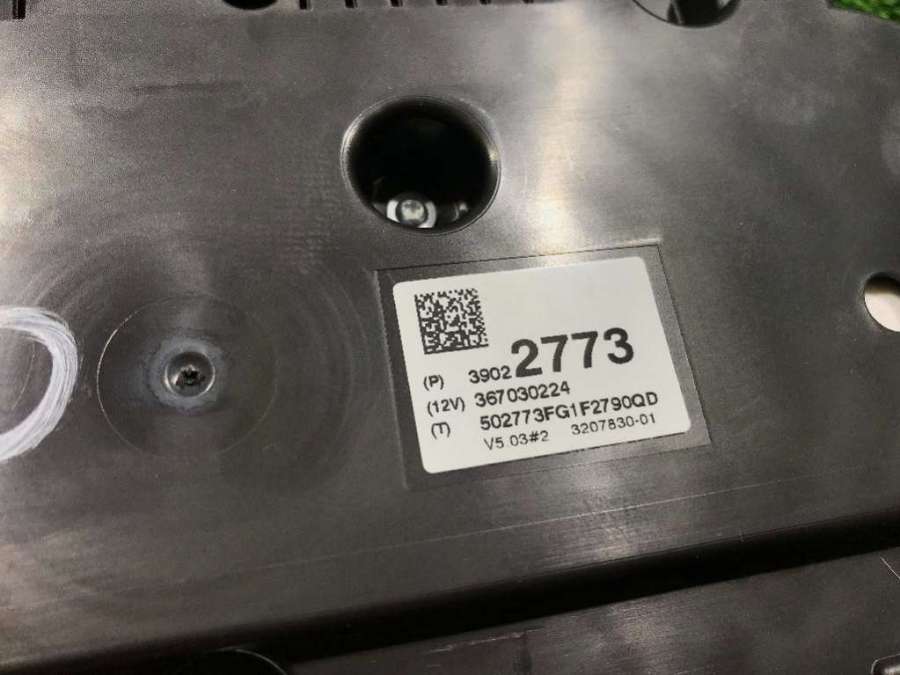 (P) 3902 2773
(12V) 367030224
(T) 502773FG1F2790QD
V5.03#2 3207830-01